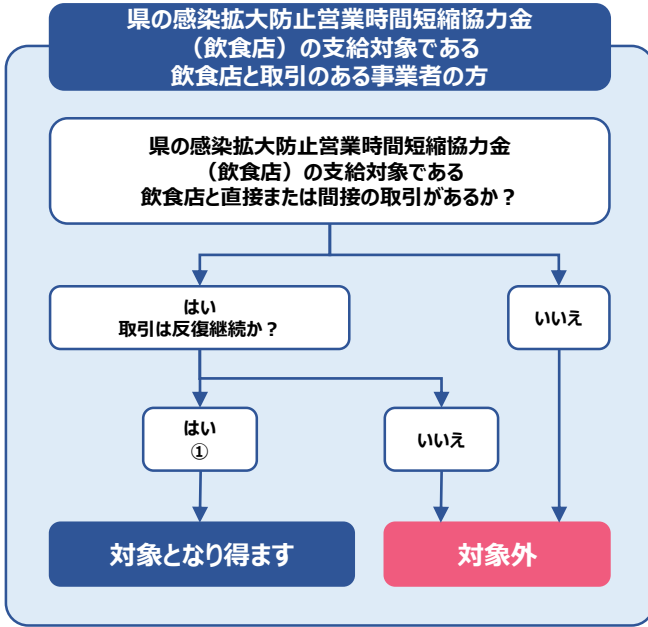 県の感染拡大防止営業時間短縮協力金
（飲食店）の支給対象である
飲食店と取引のある事業者の方
県の感染拡大防止営業時間短縮協力金
（飲食店）の支給対象である
飲食店と直接または間接の取引があるか？
はい
取引は反復継続か？
いいえ
はい
①
いいえ
対象となり得ます
対象外